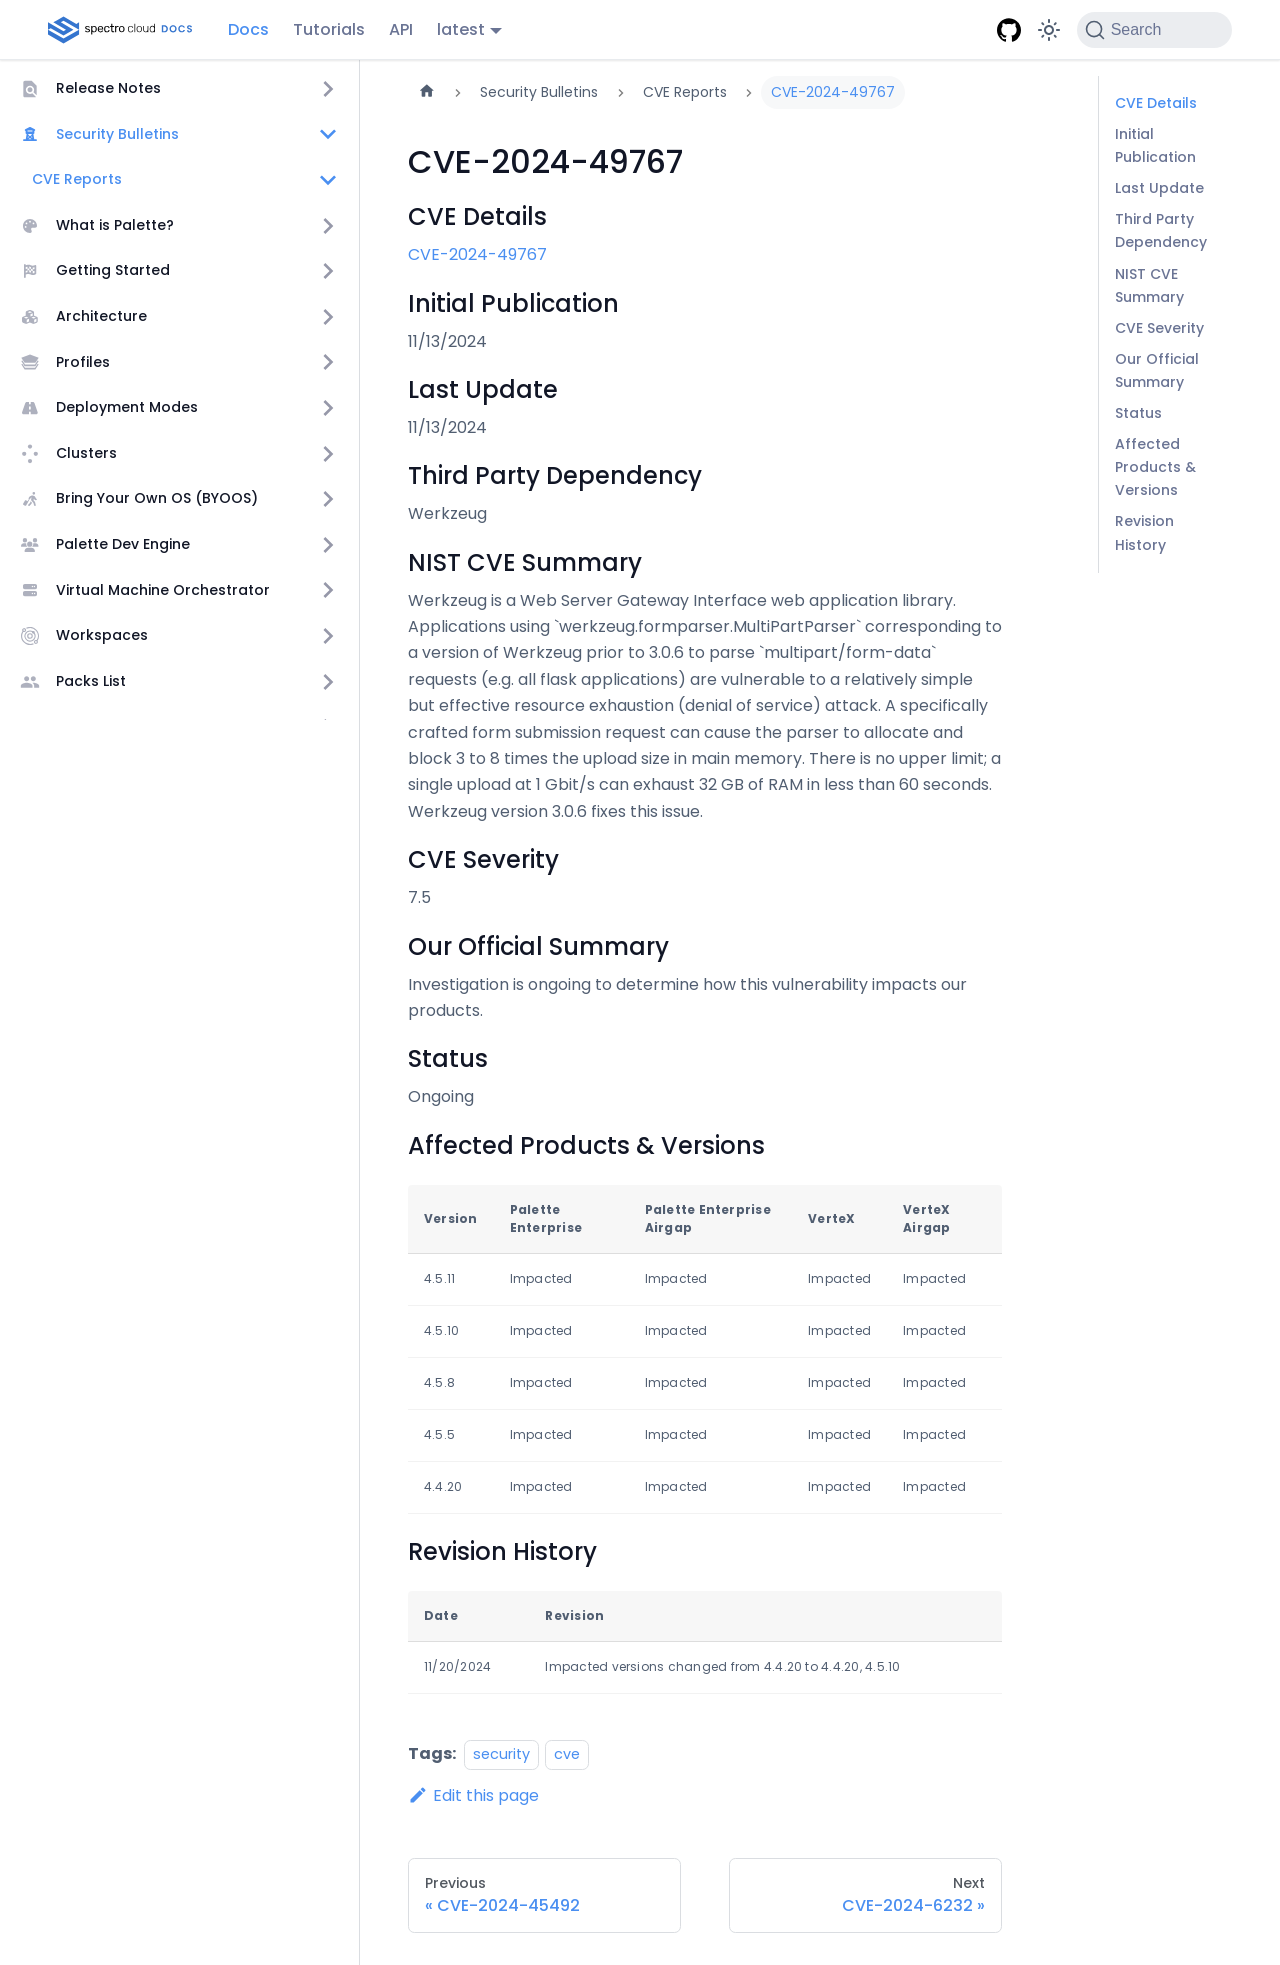 spectro cloud DOCS
Docs
Tutorials
API
latest
Search
Release Notes
Security Bulletins
CVE Reports
What is Palette?
Getting Started
Architecture
Profiles
Deployment Modes
Clusters
Bring Your Own OS (BYOOS)
Palette Dev Engine
Virtual Machine Orchestrator
Workspaces
Packs List
Security Bulletins
CVE Reports
CVE-2024-49767
CVE-2024-49767
CVE Details
CVE-2024-49767
Initial Publication
11/13/2024
Last Update
11/13/2024
Third Party Dependency
Werkzeug
NIST CVE Summary
Werkzeug is a Web Server Gateway Interface web application library.
Applications using `werkzeug.formparser.MultiPartParser` corresponding to
a version of Werkzeug prior to 3.0.6 to parse `multipart/form-data`
requests (e.g. all flask applications) are vulnerable to a relatively simple
but effective resource exhaustion (denial of service) attack. A specifically
crafted form submission request can cause the parser to allocate and
block 3 to 8 times the upload size in main memory. There is no upper limit; a
single upload at 1 Gbit/s can exhaust 32 GB of RAM in less than 60 seconds.
Werkzeug version 3.0.6 fixes this issue.
CVE Severity
7.5
Our Official Summary
Investigation is ongoing to determine how this vulnerability impacts our
products.
Status
Ongoing
Affected Products & Versions
Version Palette Enterprise Palette Enterprise Airgap VerteX VerteX Airgap
4.5.11 Impacted Impacted Impacted Impacted
4.5.10 Impacted Impacted Impacted Impacted
4.5.8 Impacted Impacted Impacted Impacted
4.5.5 Impacted Impacted Impacted Impacted
4.4.20 Impacted Impacted Impacted Impacted
Revision History
Date Revision
11/20/2024 Impacted versions changed from 4.4.20 to 4.4.20, 4.5.10
Tags: security cve
Edit this page
Previous
« CVE-2024-45492
Next
CVE-2024-6232 »
CVE Details
Initial
Publication
Last Update
Third Party
Dependency
NIST CVE
Summary
CVE Severity
Our Official
Summary
Status
Affected
Products &
Versions
Revision
History